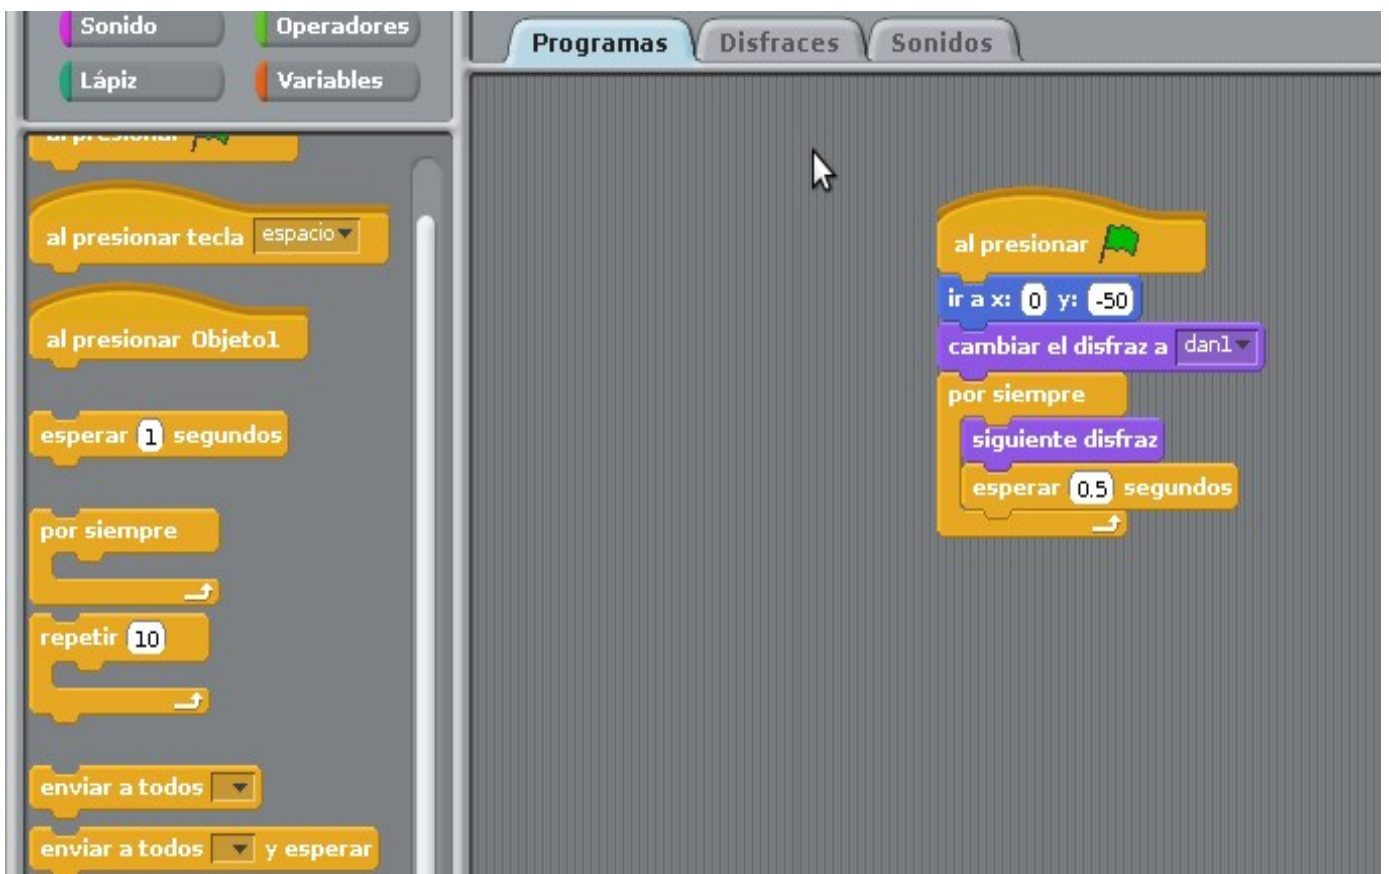 Sonido
Operadores
Lápiz
Variables
Programas
Disfraces
Sonidos
al presionar
al presionar tecla espacio
al presionar Objeto1
esperar 1 segundos
por siempre
repetir 10
enviar a todos
enviar a todos y esperar
al presionar
ir a x: 0 y: -50
cambiar el disfraz a dan1
por siempre
siguiente disfraz
esperar 0.5 segundos